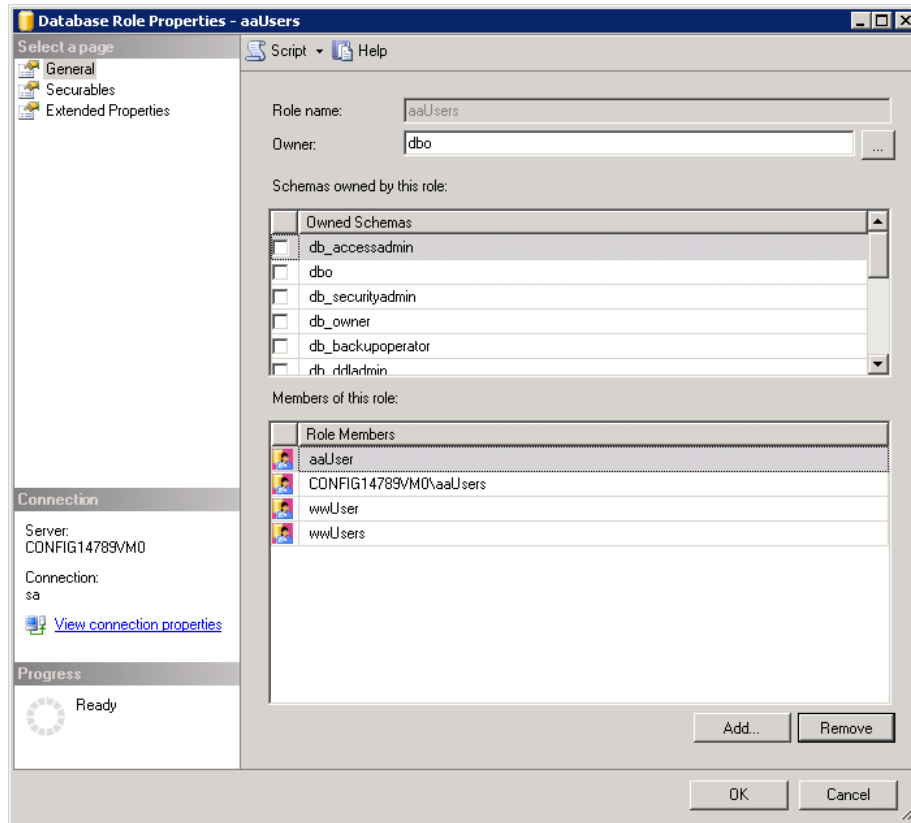 Database Role Properties - aaUsers
Select a page
General
Securables
Extended Properties
Script
Help
Role name:
aaUsers
Owner:
dbo
...
Schemas owned by this role:
Owned Schemas
db_accessadmin
dbo
db_securityadmin
db_owner
db_backupoperator
db_ddladmin
Members of this role:
Role Members
aaUser
CONFIG14789VM0\aaUsers
wwUser
wwUsers
Connection
Server:
CONFIG14789VM0
Connection:
sa
View connection properties
Progress
Ready
Add...
Remove
OK
Cancel